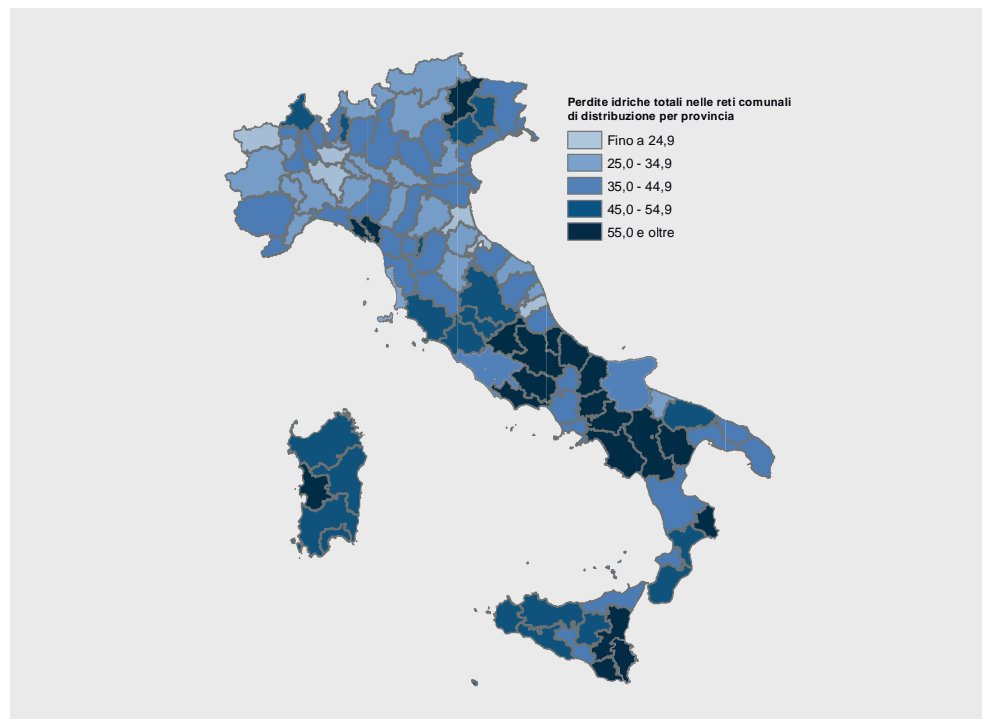 Perdite idriche totali nelle reti comunali
di distribuzione per provincia
Fino a 24,9
25,0 - 34,9
35,0 - 44,9
45,0 - 54,9
55,0 e oltre